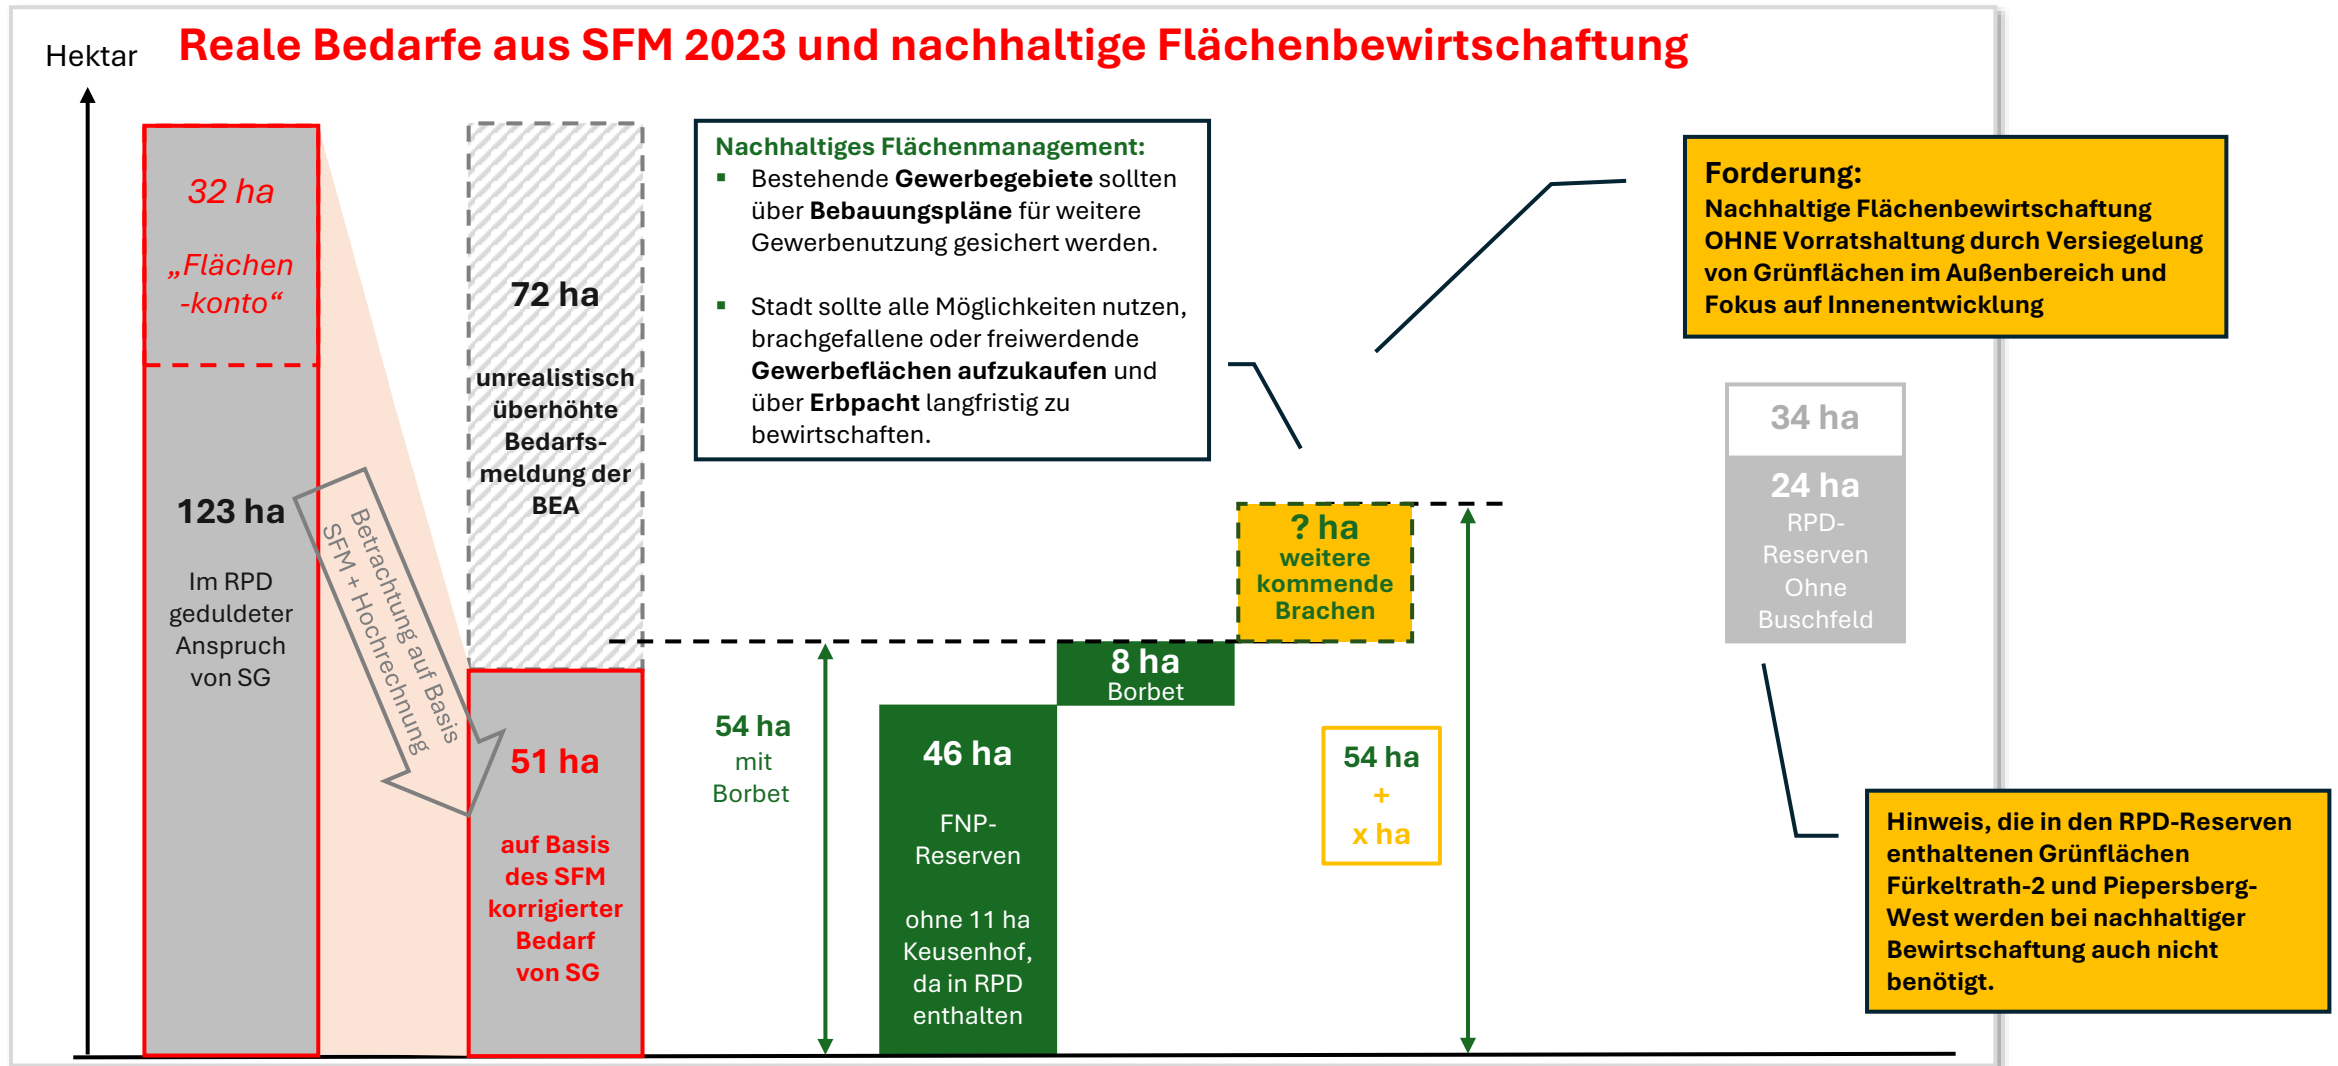 Reale Bedarfe aus SFM 2023 und nachhaltige Flächenbewirtschaftung
Hektar
32 ha
„Flächen
-konto“
123 ha
Im RPD
geduldeter
Anspruch
von SG
Betrachtung auf Basis
SFM + Hochrechnung
72 ha
unrealistisch
überhöhte
Bedarfs-
meldung der
BEA
51 ha
auf Basis
des SFM
korrigierter
Bedarf
von SG
Nachhaltiges Flächenmanagement:
▪ Bestehende Gewerbegebiete sollten
über Bebauungspläne für weitere
Gewerbenutzung gesichert werden.
▪ Stadt sollte alle Möglichkeiten nutzen,
brachgefallene oder freiwerdende
Gewerbeflächen aufzukaufen und
über Erbpacht langfristig zu
bewirtschaften.
54 ha
mit
Borbet
46 ha
FNP-
Reserven
ohne 11 ha
Keusenhof,
da in RPD
enthalten
8 ha
Borbet
? ha
weitere
kommende
Brachen
54 ha
+
x ha
Forderung:
Nachhaltige Flächenbewirtschaftung
OHNE Vorratshaltung durch Versiegelung
von Grünflächen im Außenbereich und
Fokus auf Innenentwicklung
34 ha
24 ha
RPD-
Reserven
Ohne
Buschfeld
Hinweis, die in den RPD-Reserven
enthaltenen Grünflächen
Fürkeltrath-2 und Piepersberg-
West werden bei nachhaltiger
Bewirtschaftung auch nicht
benötigt.